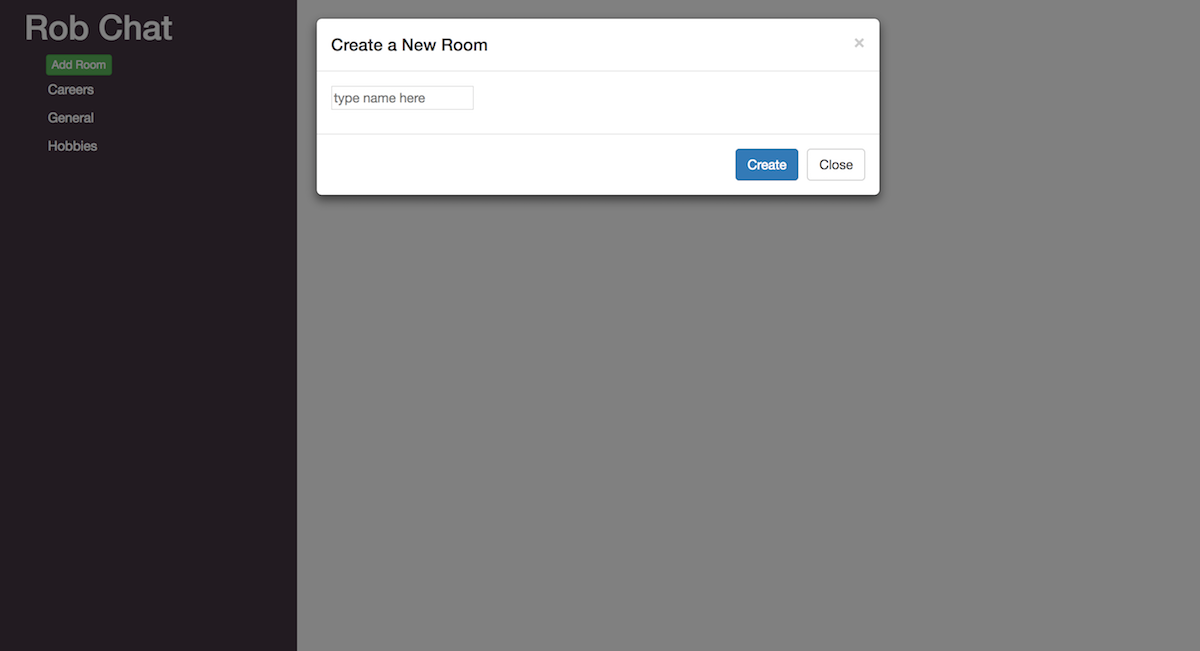 Rob Chat
Add Room
Careers
General
Hobbies
Create a New Room
×
type name here
Create Close